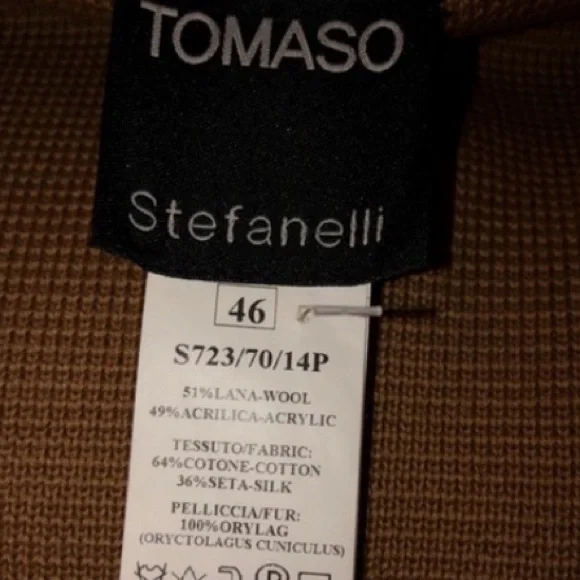 TOMASO
Stefanelli
46
S723/70/14P
51%LANA-WOOL
49%ACRILICA-ACRYLIC
TESSUTO/FABRIC:
64%COTONE-COTTON
36%SETA-SILK
PELLICCIA/FUR:
100%ORYLAG
(ORYCTOLAGUS CUNICULUS)
P